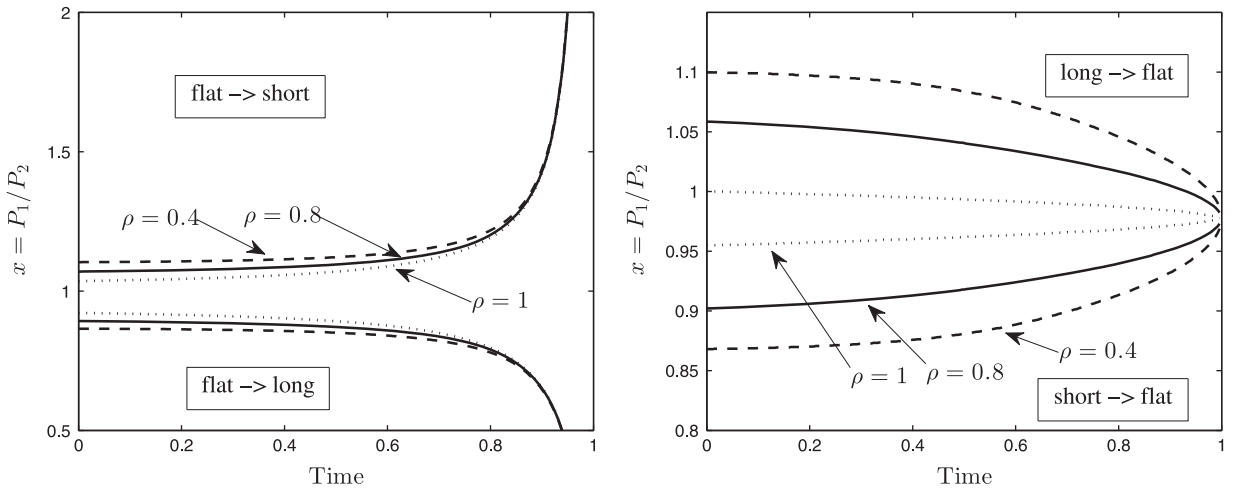 2
1.5
1
0.5
x = P₁/P₂
flat –> short
ρ = 0.4
ρ = 0.8
ρ = 1
flat –> long
0
0.2
0.4
0.6
0.8
1
Time
1.1
1.05
1
0.95
0.9
0.85
0.8
x = P₁/P₂
long –> flat
ρ = 1
ρ = 0.8
ρ = 0.4
short –> flat
0
0.2
0.4
0.6
0.8
1
Time